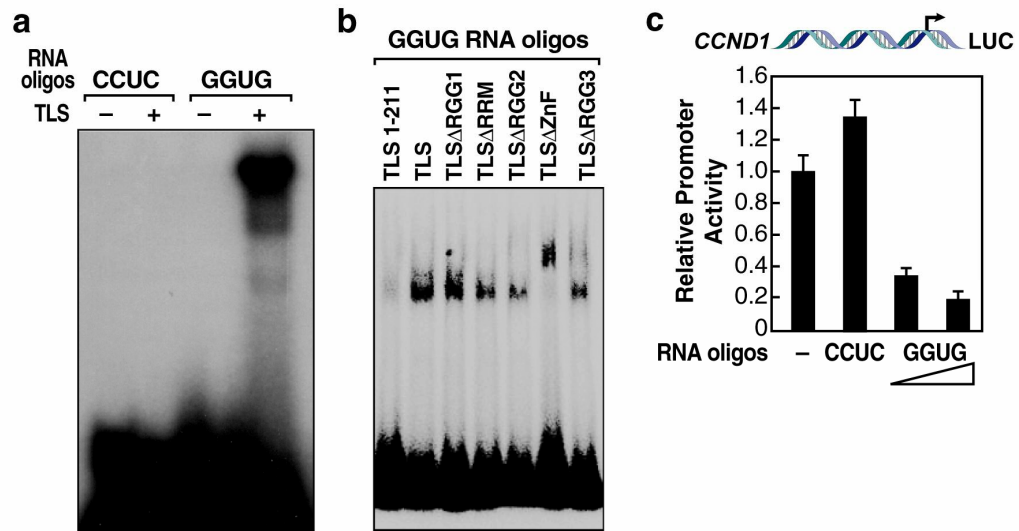 a
RNA
oligos
CCUC GGUG
TLS – + – +
b
GGUG RNA oligos
TLS 1-211
TLS
TLSΔRGG1
TLSΔRRM
TLSΔRGG2
TLSΔZnF
TLSΔRGG3
c
CCND1 LUC
Relative Promoter
Activity
1.6
1.4
1.2
1.0
0.8
0.6
0.4
0.2
0
RNA oligos – CCUC GGUG